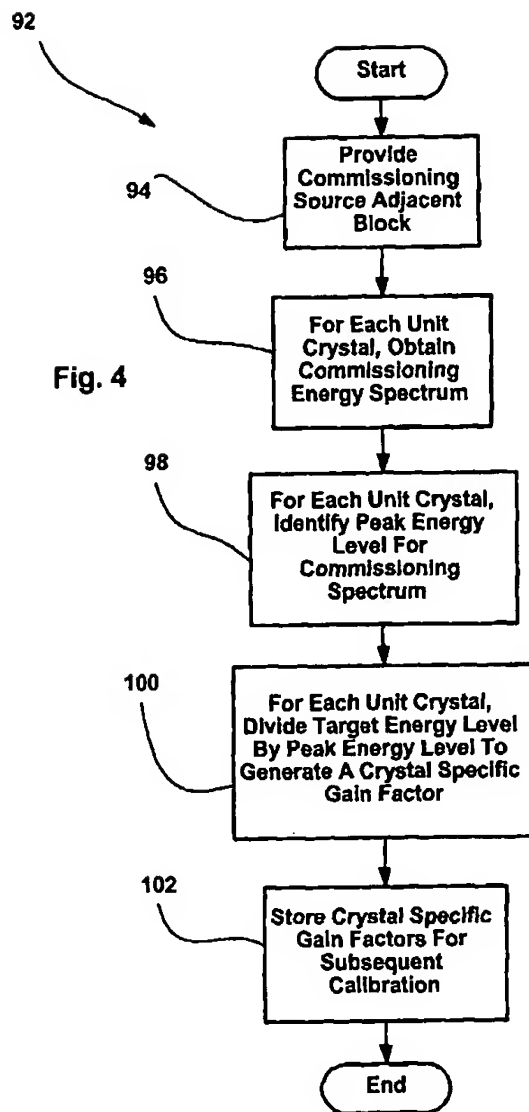 92
Start
94
Provide
Commissioning
Source Adjacent
Block
96
For Each Unit
Crystal, Obtain
Commissioning
Energy Spectrum
Fig. 4
98
For Each Unit Crystal,
Identify Peak Energy
Level For
Commissioning
Spectrum
100
For Each Unit Crystal,
Divide Target Energy Level
By Peak Energy Level To
Generate A Crystal Specific
Gain Factor
102
Store Crystal Specific
Gain Factors For
Subsequent
Calibration
End